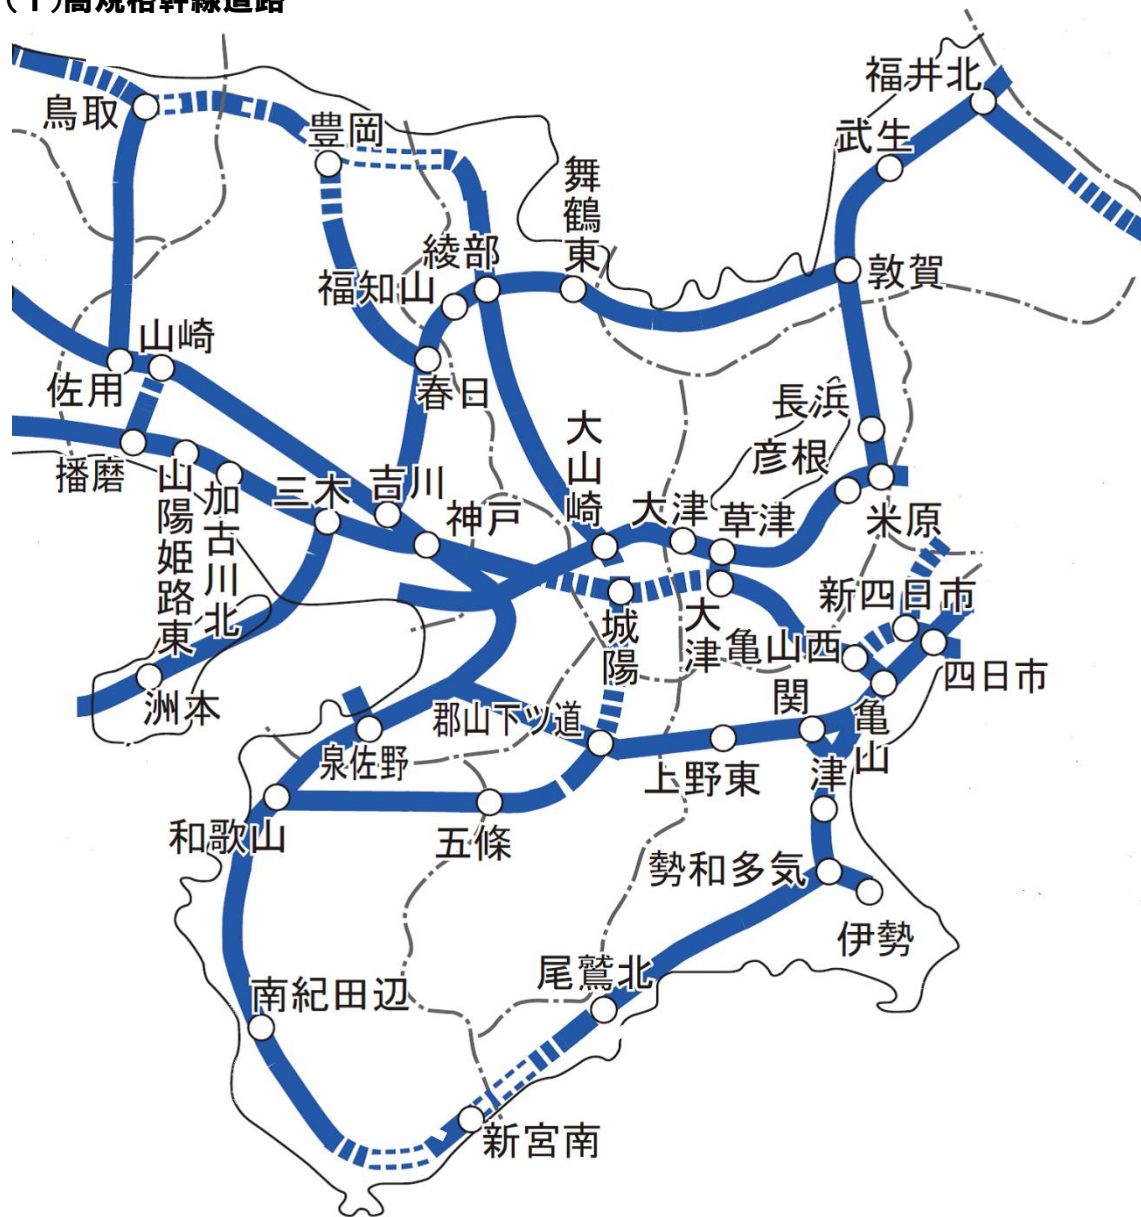 (1)高規格幹線道路
福井北
鳥取
豊岡
武生
舞鶴東
綾部
敦賀
福知山
山崎
佐用
春日
長浜
大山崎
彦根
播磨
山陽姫路東
加古川北
三木
吉川
神戸
大津
草津
米原
新四日市
城陽
大津
亀山西
四日市
洲本
関
亀山
郡山下ツ道
泉佐野
上野東
津
和歌山
五條
勢和多気
伊勢
尾鷲北
南紀田辺
新宮南